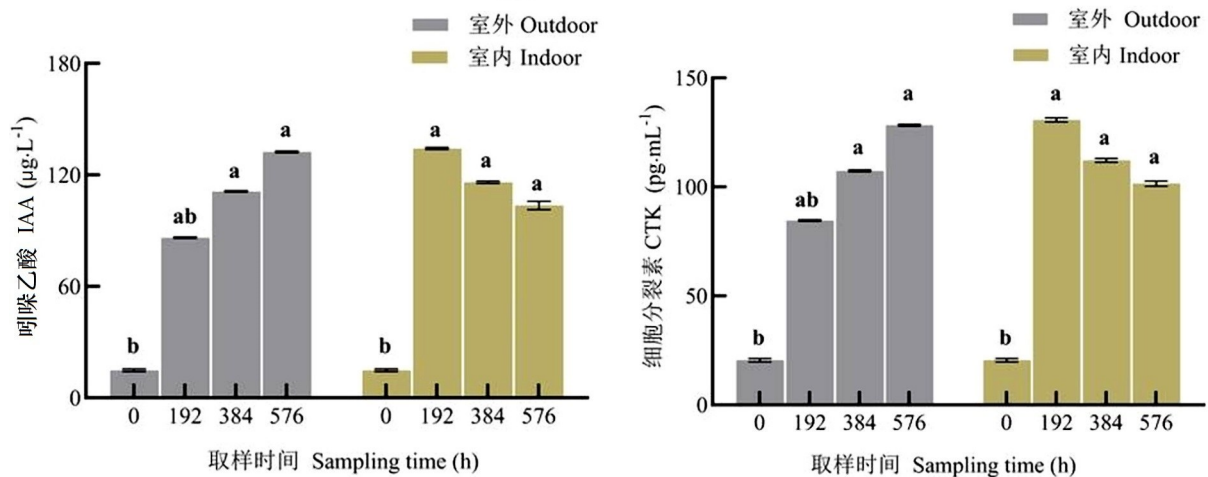 室外 Outdoor
室内 Indoor
吲哚乙酸 IAA (μg·L⁻¹)
180
120
60
0
b
ab
a
a
b
a
a
a
0 192 384 576 0 192 384 576
取样时间 Sampling time (h)
室外 Outdoor
室内 Indoor
细胞分裂素 CTK (pg·mL⁻¹)
150
100
50
0
b
ab
a
a
b
a
a
a
0 192 384 576 0 192 384 576
取样时间 Sampling time (h)